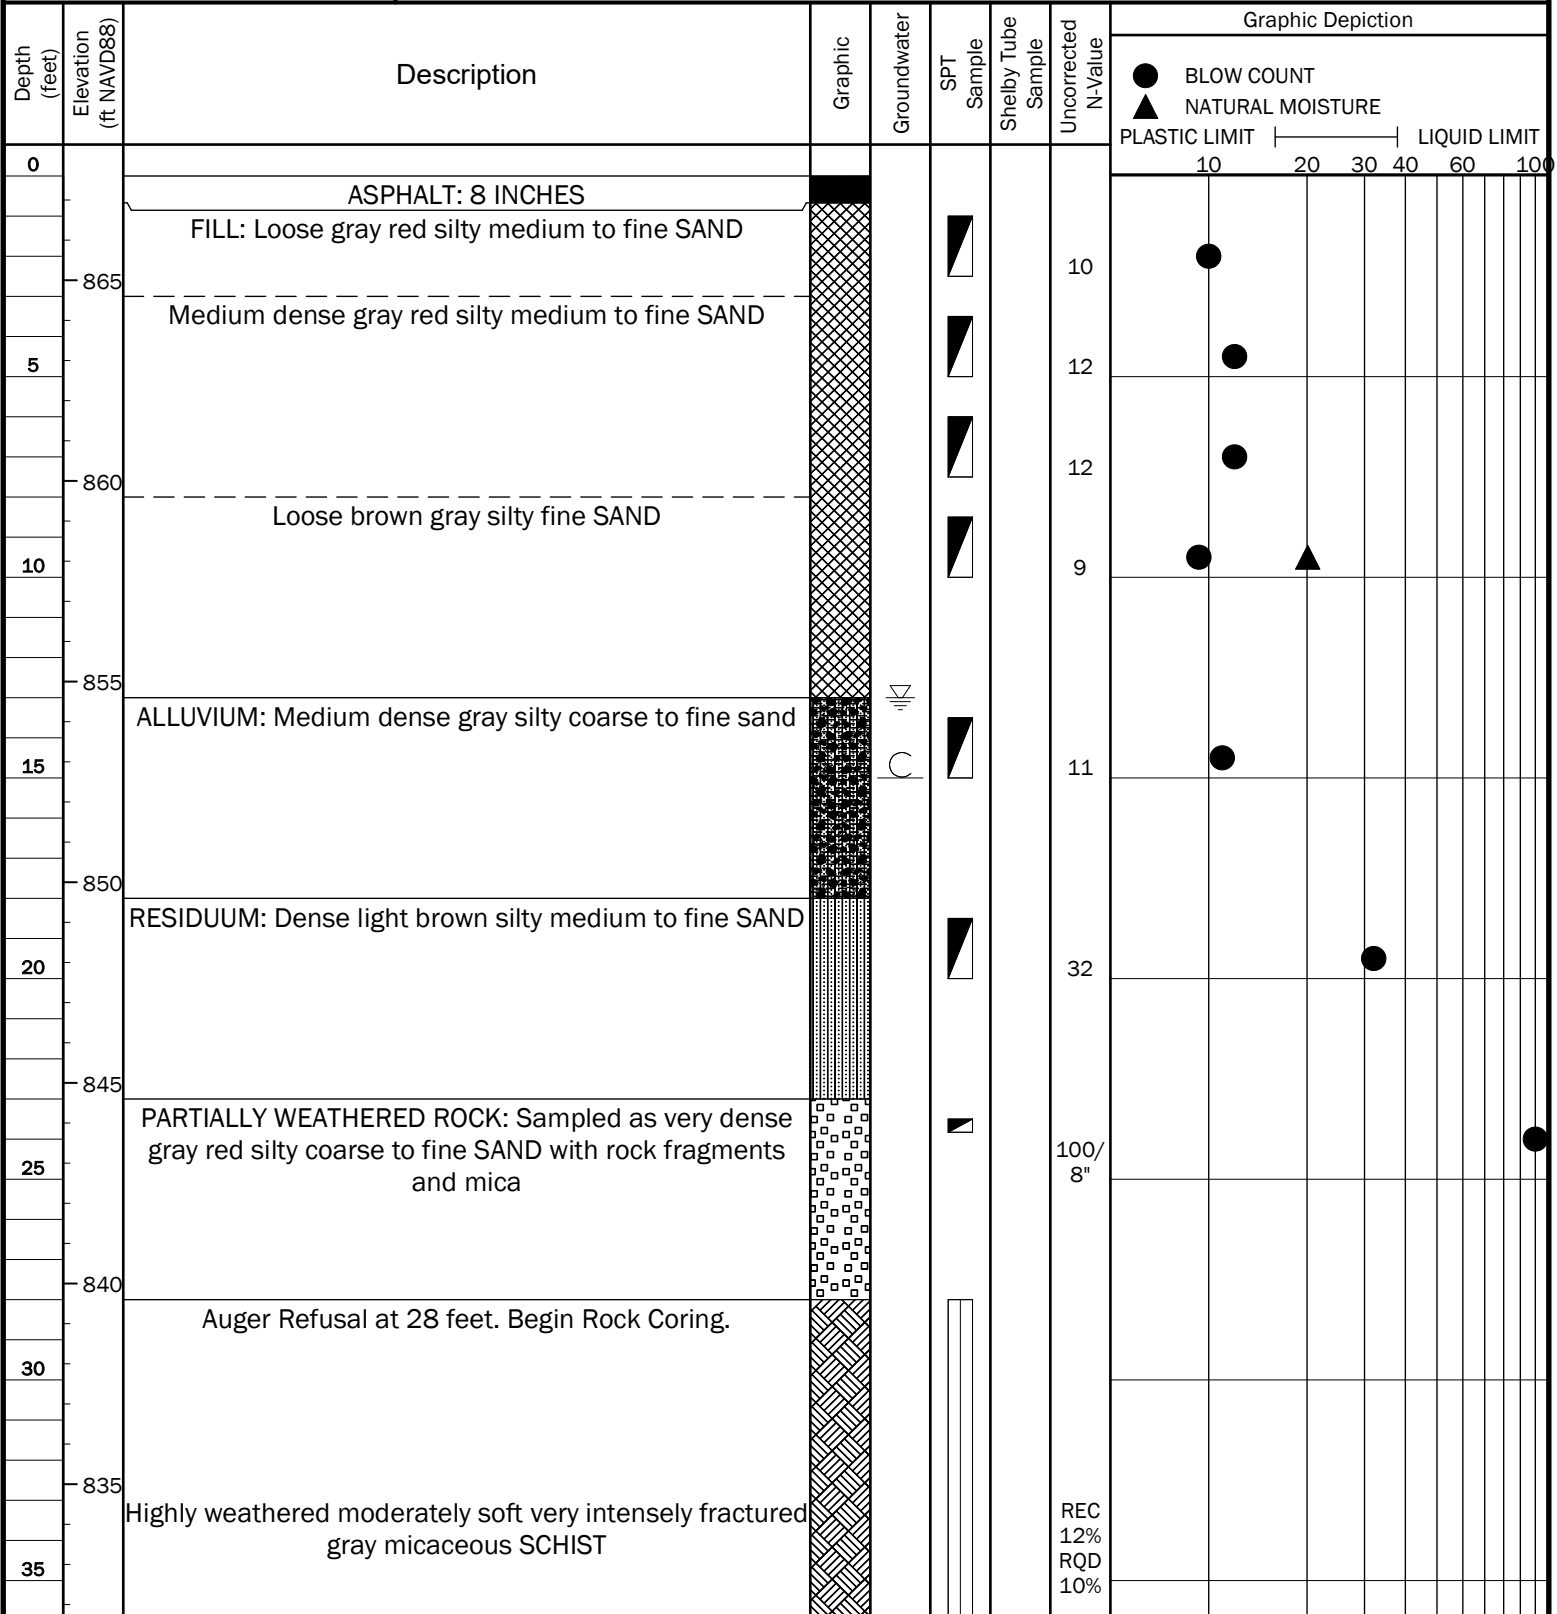 Depth
(feet)
Elevation
(ft NAVD88)
Description
Graphic
Groundwater
SPT
Sample
Shelby Tube
Sample
Uncorrected
N-Value
Graphic Depiction
BLOW COUNT
NATURAL MOISTURE
PLASTIC LIMIT LIQUID LIMIT
0 10 20 30 40 60 100
ASPHALT: 8 INCHES
FILL: Loose gray red silty medium to fine SAND
10
865
Medium dense gray red silty medium to fine SAND
5 12
12
860
Loose brown gray silty fine SAND
10 9
855
ALLUVIUM: Medium dense gray silty coarse to fine sand
15 C 11
850
RESIDUUM: Dense light brown silty medium to fine SAND
20 32
845
PARTIALLY WEATHERED ROCK: Sampled as very dense
gray red silty coarse to fine SAND with rock fragments
and mica
100/
8"
25
840
Auger Refusal at 28 feet. Begin Rock Coring.
30
835
Highly weathered moderately soft very intensely fractured
gray micaceous SCHIST
REC
12%
RQD
10%
35